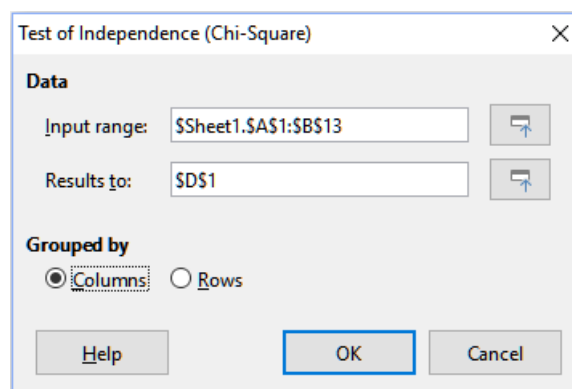 Test of Independence (Chi-Square)
Data
Input range: $Sheet1.$A$1:$B$13
Results to: $D$1
Grouped by
Columns Rows
Help OK Cancel